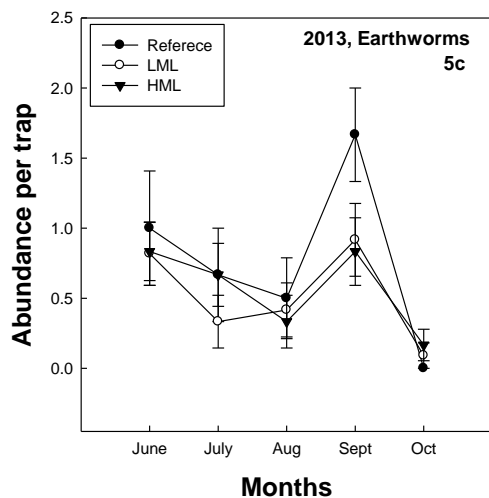 2.5
2.0
1.5
1.0
0.5
0.0
Abundance per trap
Referece
LML
HML
2013, Earthworms
5c
June July Aug Sept Oct
Months